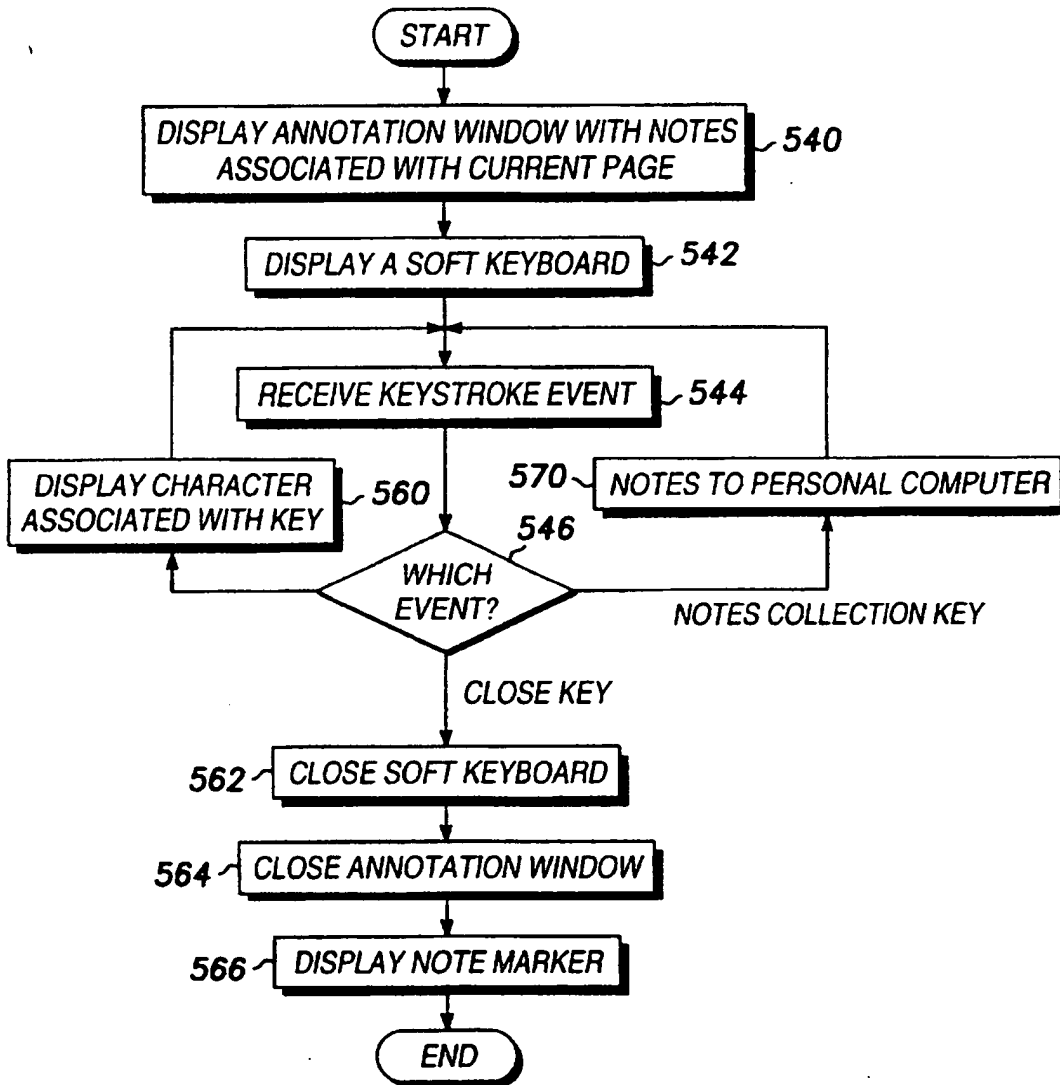 START
DISPLAY ANNOTATION WINDOW WITH NOTES
ASSOCIATED WITH CURRENT PAGE
540
DISPLAY A SOFT KEYBOARD
542
RECEIVE KEYSTROKE EVENT
544
DISPLAY CHARACTER
ASSOCIATED WITH KEY
560
570
NOTES TO PERSONAL COMPUTER
546
WHICH
EVENT?
NOTES COLLECTION KEY
CLOSE KEY
562
CLOSE SOFT KEYBOARD
564
CLOSE ANNOTATION WINDOW
566
DISPLAY NOTE MARKER
END